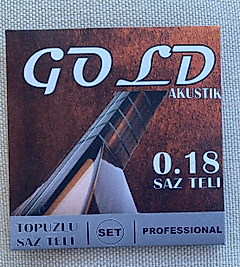 GOLD
AKUSTIK
0.18
SAZ TELI
TOPUZLU
SAZ TELI
SET
PROFESSIONAL